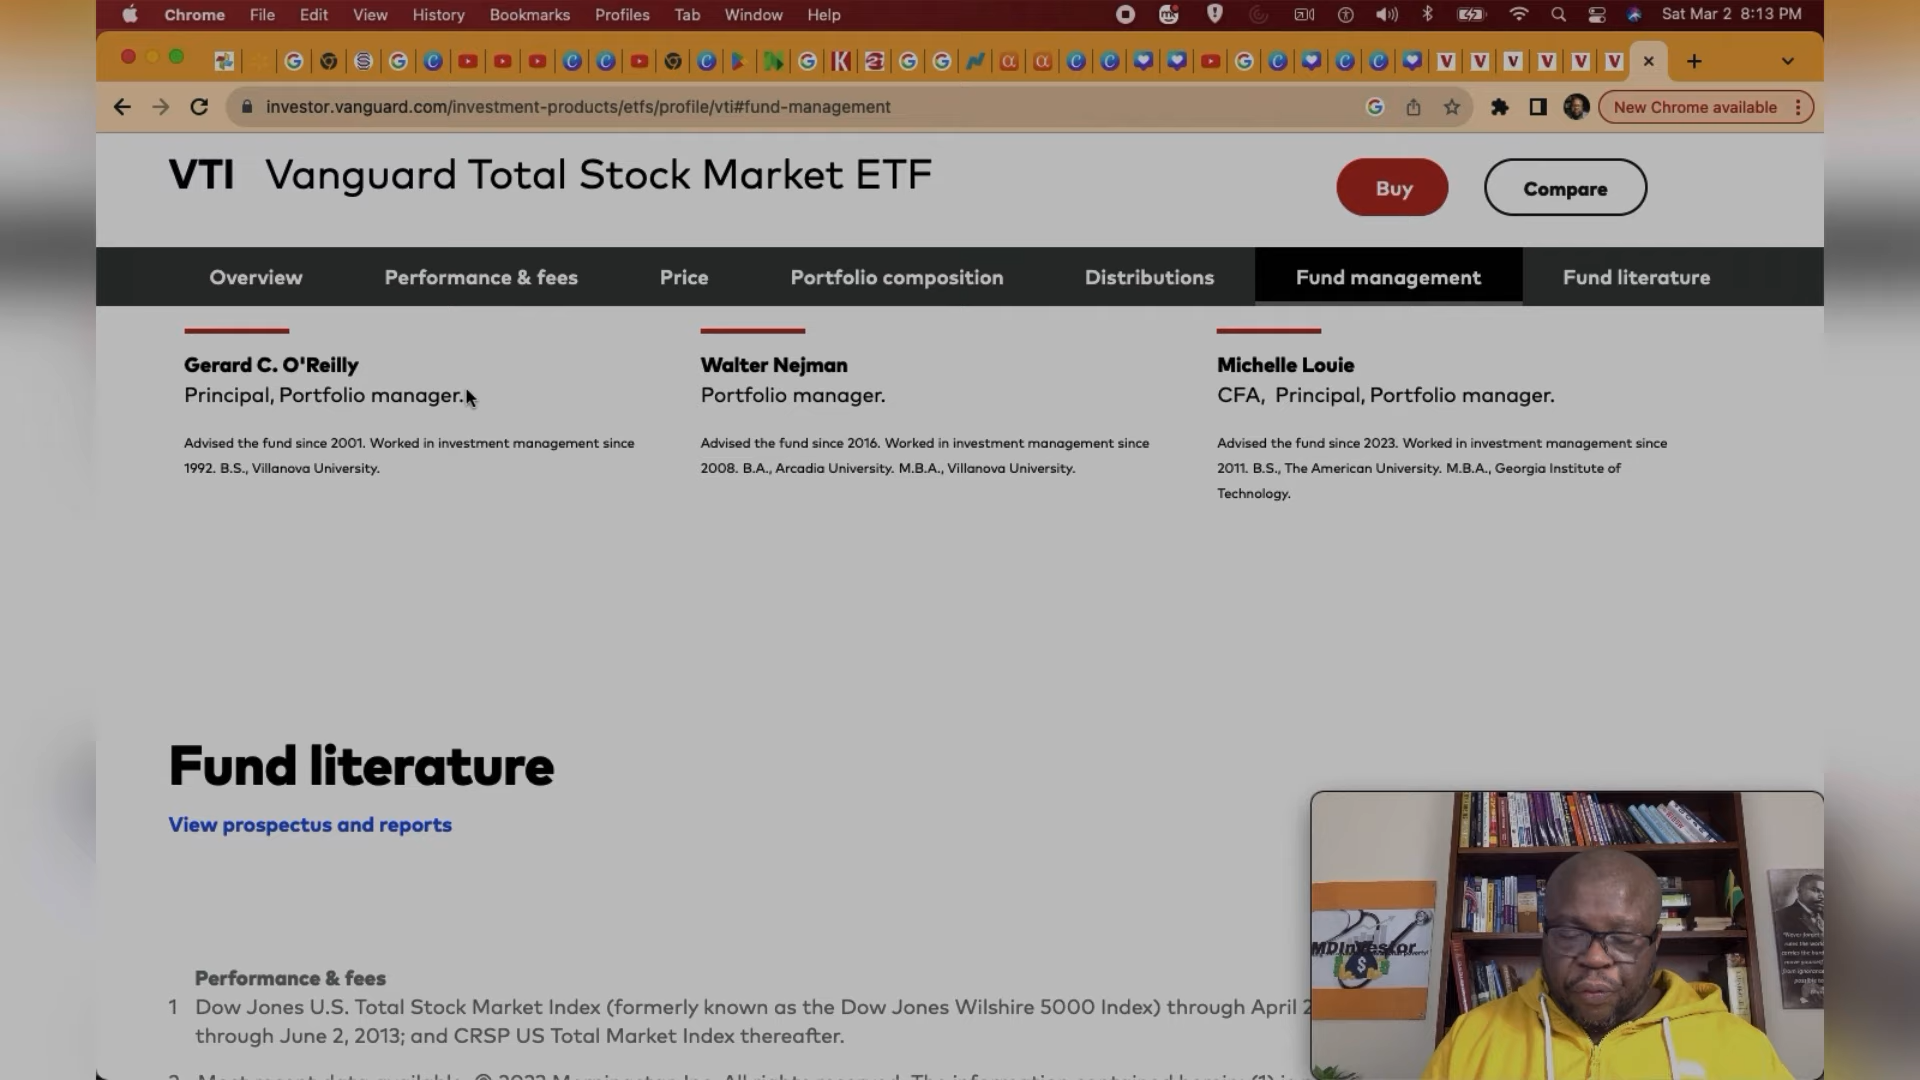 Chrome File Edit View History Bookmarks Profiles Tab Window Help Sat Mar 2 8:13 PM
investor.vanguard.com/investment-products/etfs/profile/vti#fund-management New Chrome available
VTI Vanguard Total Stock Market ETF
Buy Compare
Overview Performance & fees Price Portfolio composition Distributions Fund management Fund literature
Gerard C. O'Reilly
Principal, Portfolio manager.
Advised the fund since 2001. Worked in investment management since
1992. B.S., Villanova University.
Walter Nejman
Portfolio manager.
Advised the fund since 2016. Worked in investment management since
2008. B.A., Arcadia University. M.B.A., Villanova University.
Michelle Louie
CFA, Principal, Portfolio manager.
Advised the fund since 2023. Worked in investment management since
2011. B.S., The American University. M.B.A., Georgia Institute of
Technology.
Fund literature
View prospectus and reports
Performance & fees
1 Dow Jones U.S. Total Stock Market Index (formerly known as the Dow Jones Wilshire 5000 Index) through April 2
through June 2, 2013; and CRSP US Total Market Index thereafter.
MDInvestor